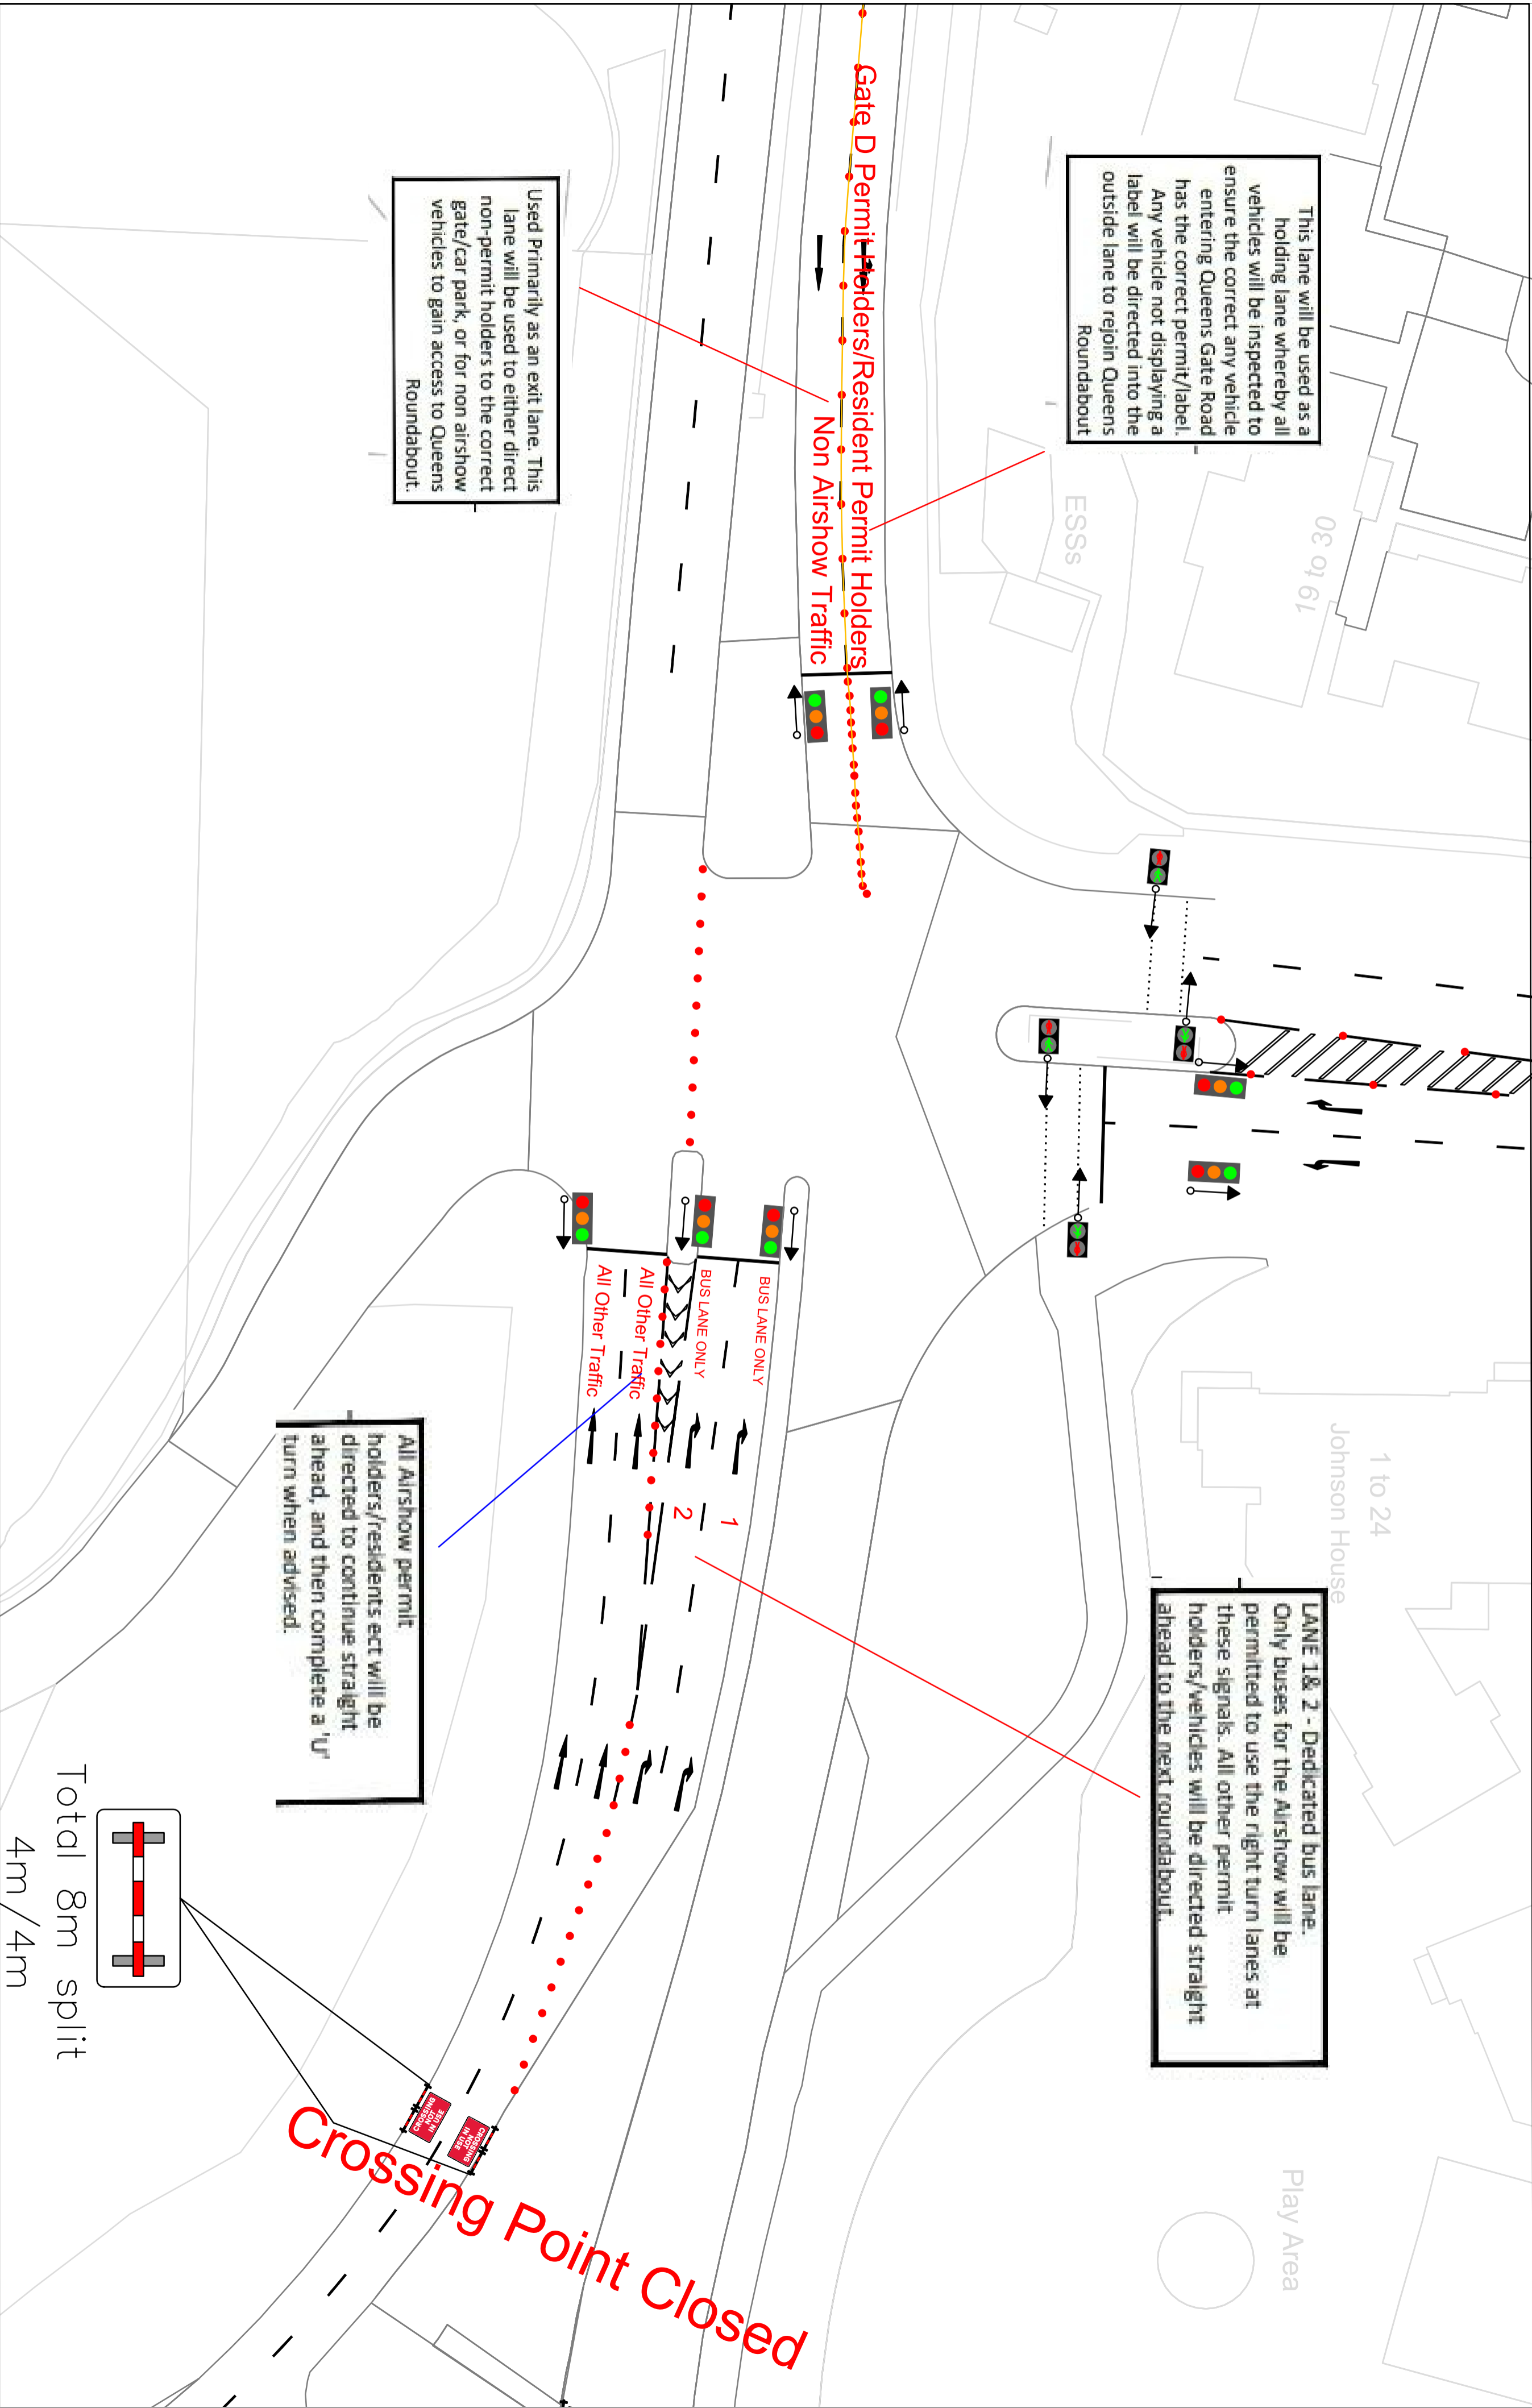 This lane will be used as a
holding lane whereby all
vehicles will be inspected to
ensure the correct any vehicle
entering Queens Gate Road
has the correct permit/label.
Any vehicle not displaying a
label will be directed into the
outside lane to rejoin Queens
Roundabout
Gate D Permit Holders/Resident Permit Holders
Non Airshow Traffic
Used Primarily as an exit lane. This
lane will be used to either direct
non-permit holders to the correct
gate/car park, or for non airshow
vehicles to gain access to Queens
Roundabout.
ESSs
19 to 30
BUS LANE ONLY
BUS LANE ONLY
All Other Traffic
All Other Traffic
1
2
1 to 24
Johnson House
LANE 1& 2 - Dedicated bus lane.
Only buses for the Airshow will be
permitted to use the right turn lanes at
these signals. All other permit
holders/vehicles will be directed straight
ahead to the next roundabout.
All Airshow permit
holders/residents ect will be
directed to continue straight
ahead, and then complete a 'U'
turn when advised.
Total 8m split
4m/4m
CROSSING
NOT
IN USE
CROSSING
NOT
IN USE
Crossing Point Closed
Play Area